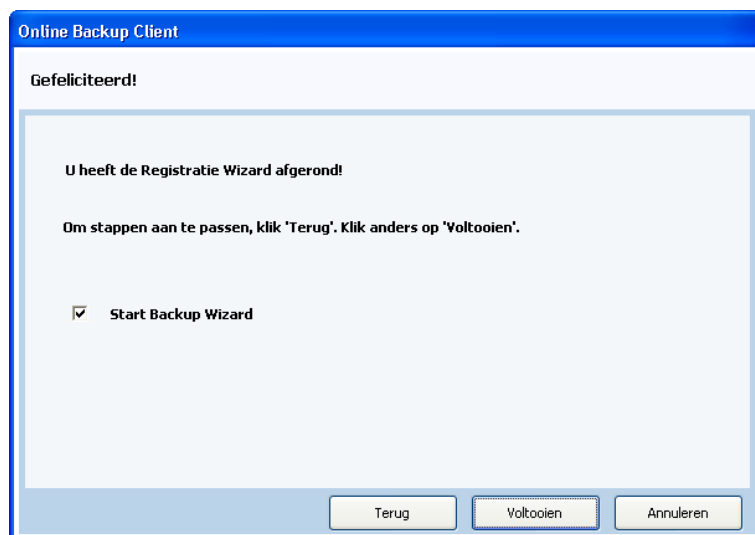 Online Backup Client
Gefeliciteerd!
U heeft de Registratie Wizard afgerond!
Om stappen aan te passen, klik 'Terug'. Klik anders op 'Voltooien'.
Start Backup Wizard
Terug
Voltooien
Annuleren